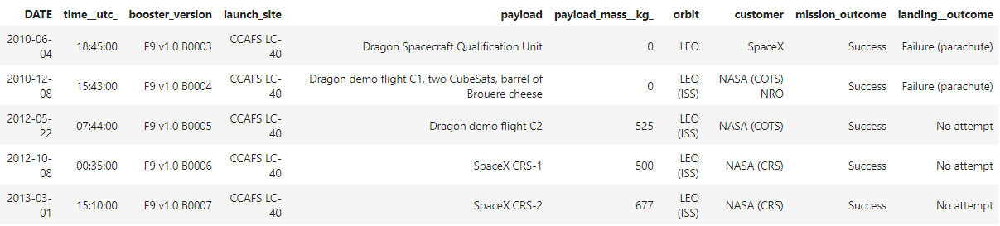 DATE time__utc_ booster_version launch_site payload payload_mass__kg_ orbit customer mission_outcome landing__outcome
2010-06-04 18:45:00 F9 v1.0 B0003 CCAFS LC-40 Dragon Spacecraft Qualification Unit 0 LEO SpaceX Success Failure (parachute)
2010-12-08 15:43:00 F9 v1.0 B0004 CCAFS LC-40 Dragon demo flight C1, two CubeSats, barrel of Brouere cheese 0 LEO (ISS) NASA (COTS) NRO Success Failure (parachute)
2012-05-22 07:44:00 F9 v1.0 B0005 CCAFS LC-40 Dragon demo flight C2 525 LEO (ISS) NASA (COTS) Success No attempt
2012-10-08 00:35:00 F9 v1.0 B0006 CCAFS LC-40 SpaceX CRS-1 500 LEO (ISS) NASA (CRS) Success No attempt
2013-03-01 15:10:00 F9 v1.0 B0007 CCAFS LC-40 SpaceX CRS-2 677 LEO (ISS) NASA (CRS) Success No attempt